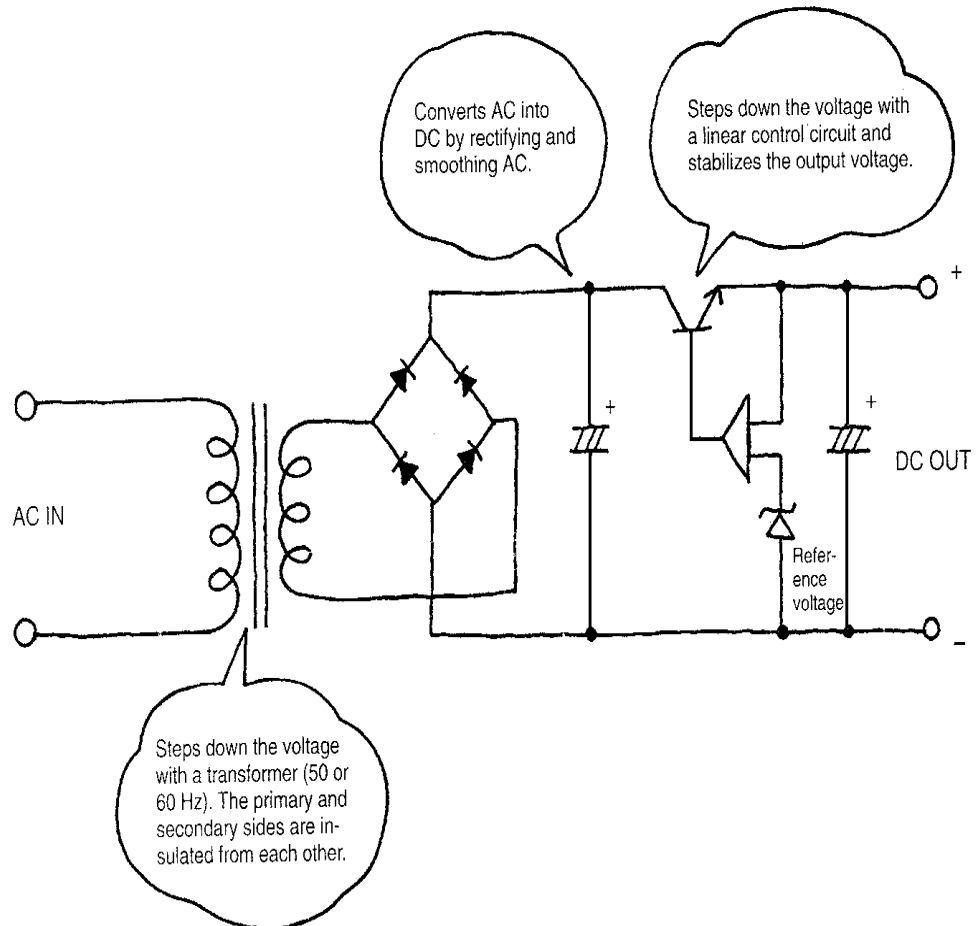 Converts AC into
DC by rectifying and
smoothing AC.
Steps down the voltage with
a linear control circuit and
stabilizes the output voltage.
+
+
+
AC IN
DC OUT
Refer-
ence
voltage
–
Steps down the voltage
with a transformer (50 or
60 Hz). The primary and
secondary sides are in-
sulated from each other.